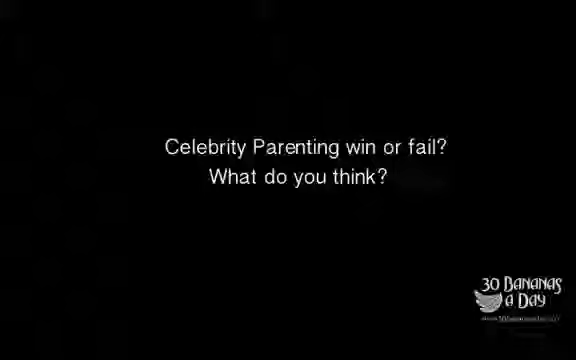 Celebrity Parenting win or fail?
What do you think?
30 BANANAS
A DAY